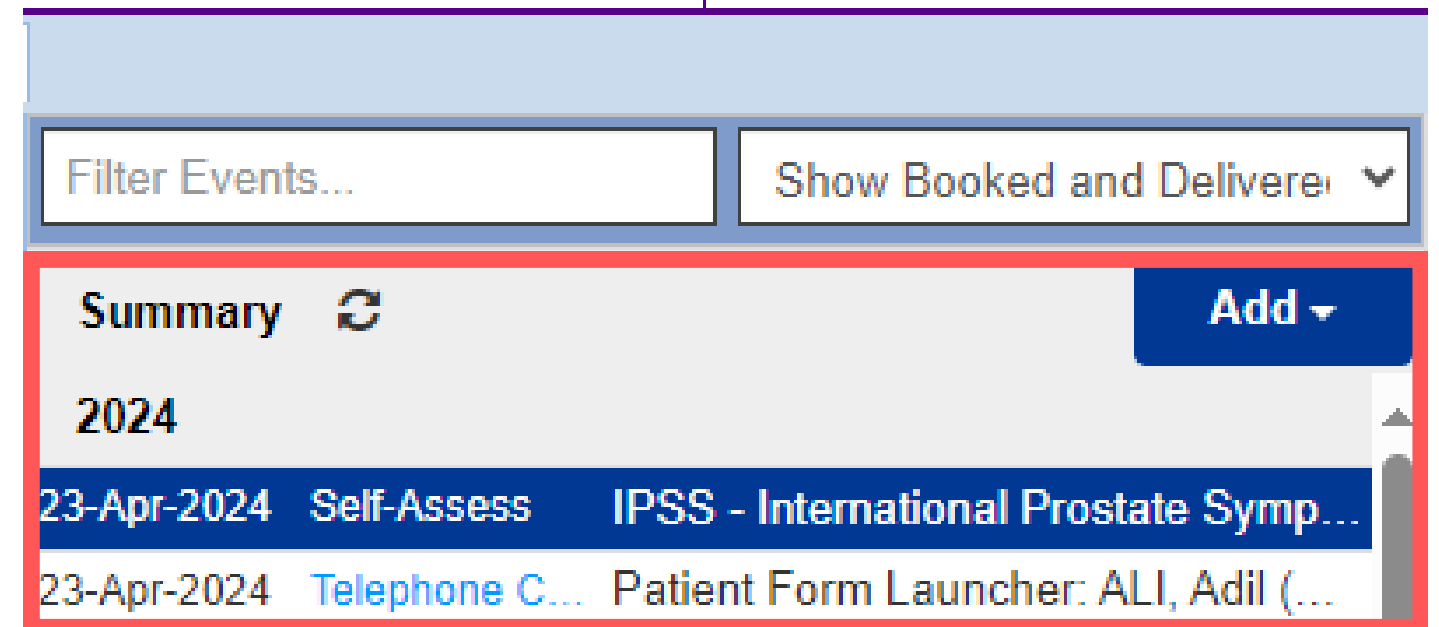 Filter Events... Show Booked and Delivere
Summary Add
2024
23-Apr-2024 Self-Assess IPSS - International Prostate Symp...
23-Apr-2024 Telephone C... Patient Form Launcher: ALI, Adil (...